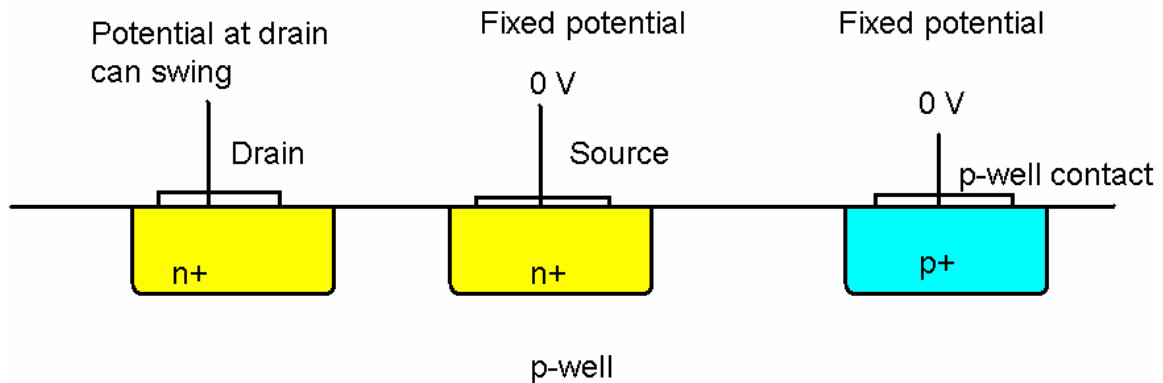 Potential at drain
can swing
Fixed potential
Fixed potential
0 V
0 V
Drain
Source
p-well contact
n+
n+
p+
p-well